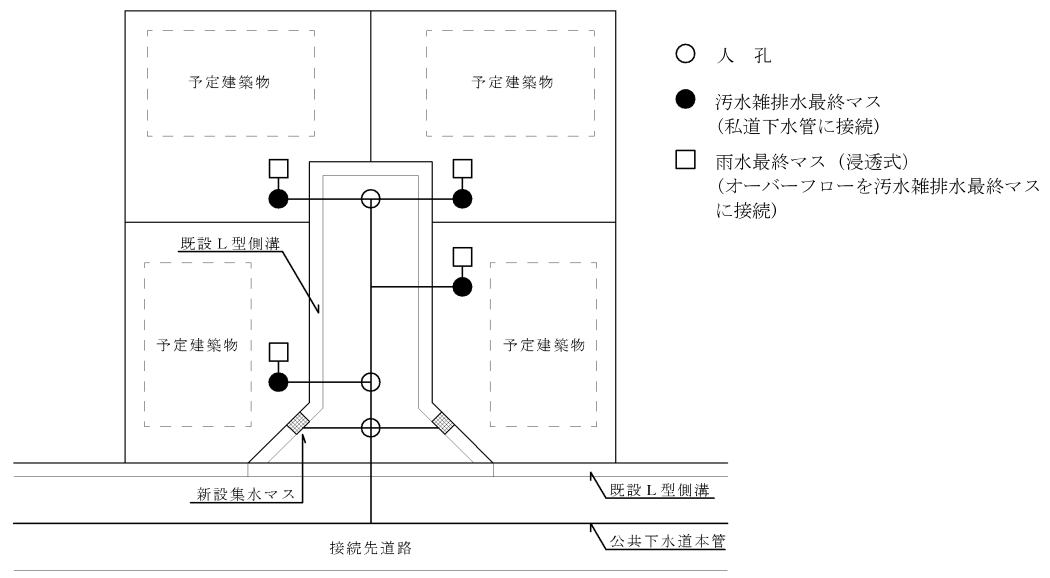 予定建築物
予定建築物
既設L型側溝
予定建築物
予定建築物
新設集水マス
既設L型側溝
公共下水道本管
接続先道路
人　孔
汚水雑排水最終マス
（私道下水管に接続）
雨水最終マス（浸透式）
（オーバーフローを汚水雑排水最終マス
に接続）